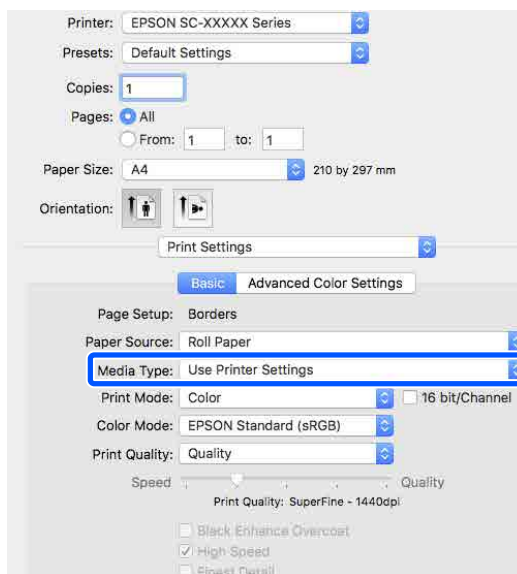 Printer: EPSON SC-XXXXX Series
Presets: Default Settings
Copies: 1
Pages: All
From: 1 to: 1
Paper Size: A4 210 by 297 mm
Orientation:
Print Settings
Basic Advanced Color Settings
Page Setup: Borders
Paper Source: Roll Paper
Media Type: Use Printer Settings
Print Mode: Color 16 bit/Channel
Color Mode: EPSON Standard (sRGB)
Print Quality: Quality
Speed Quality
Print Quality: SuperFine - 1440dpi
Black Enhance Overcoat
High Speed
Finest Detail